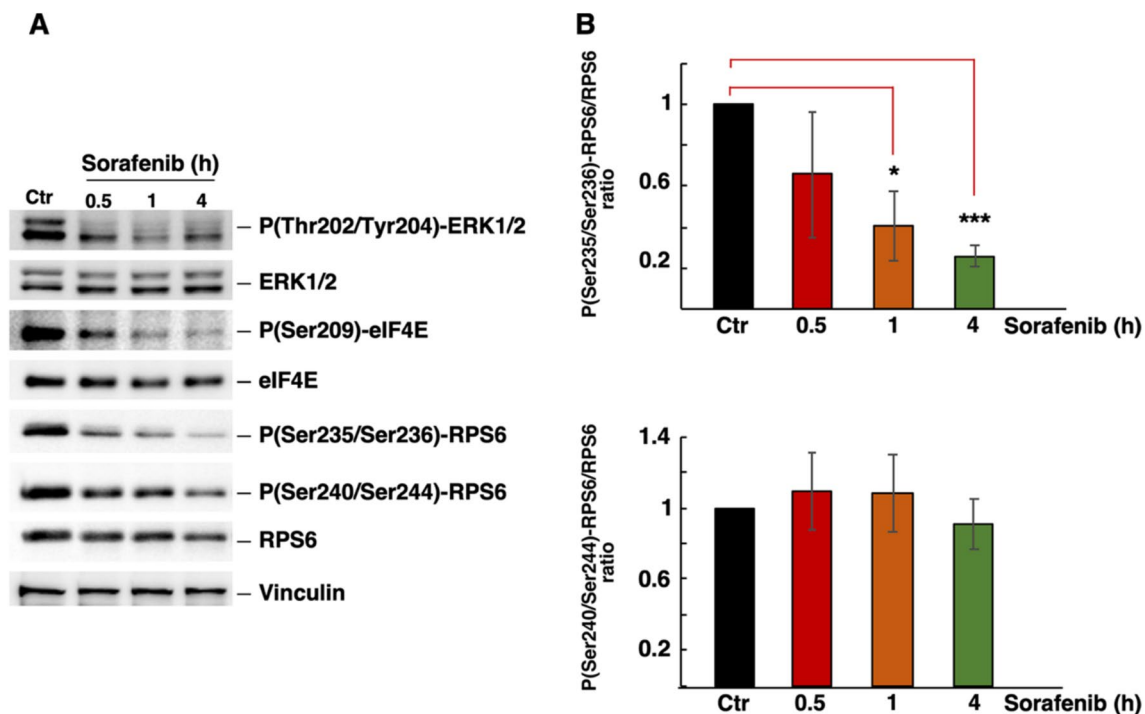 A
Sorafenib (h)
Ctr 0.5 1 4
P(Thr202/Tyr204)-ERK1/2
ERK1/2
P(Ser209)-eIF4E
eIF4E
P(Ser235/Ser236)-RPS6
P(Ser240/Ser244)-RPS6
RPS6
Vinculin
B
P(Ser235/Ser236)-RPS6/RPS6
ratio
1
0.6
0.2
*
***
Ctr 0.5 1 4 Sorafenib (h)
P(Ser240/Ser244)-RPS6/RPS6
ratio
1.4
1
0.6
0.2
Ctr 0.5 1 4 Sorafenib (h)